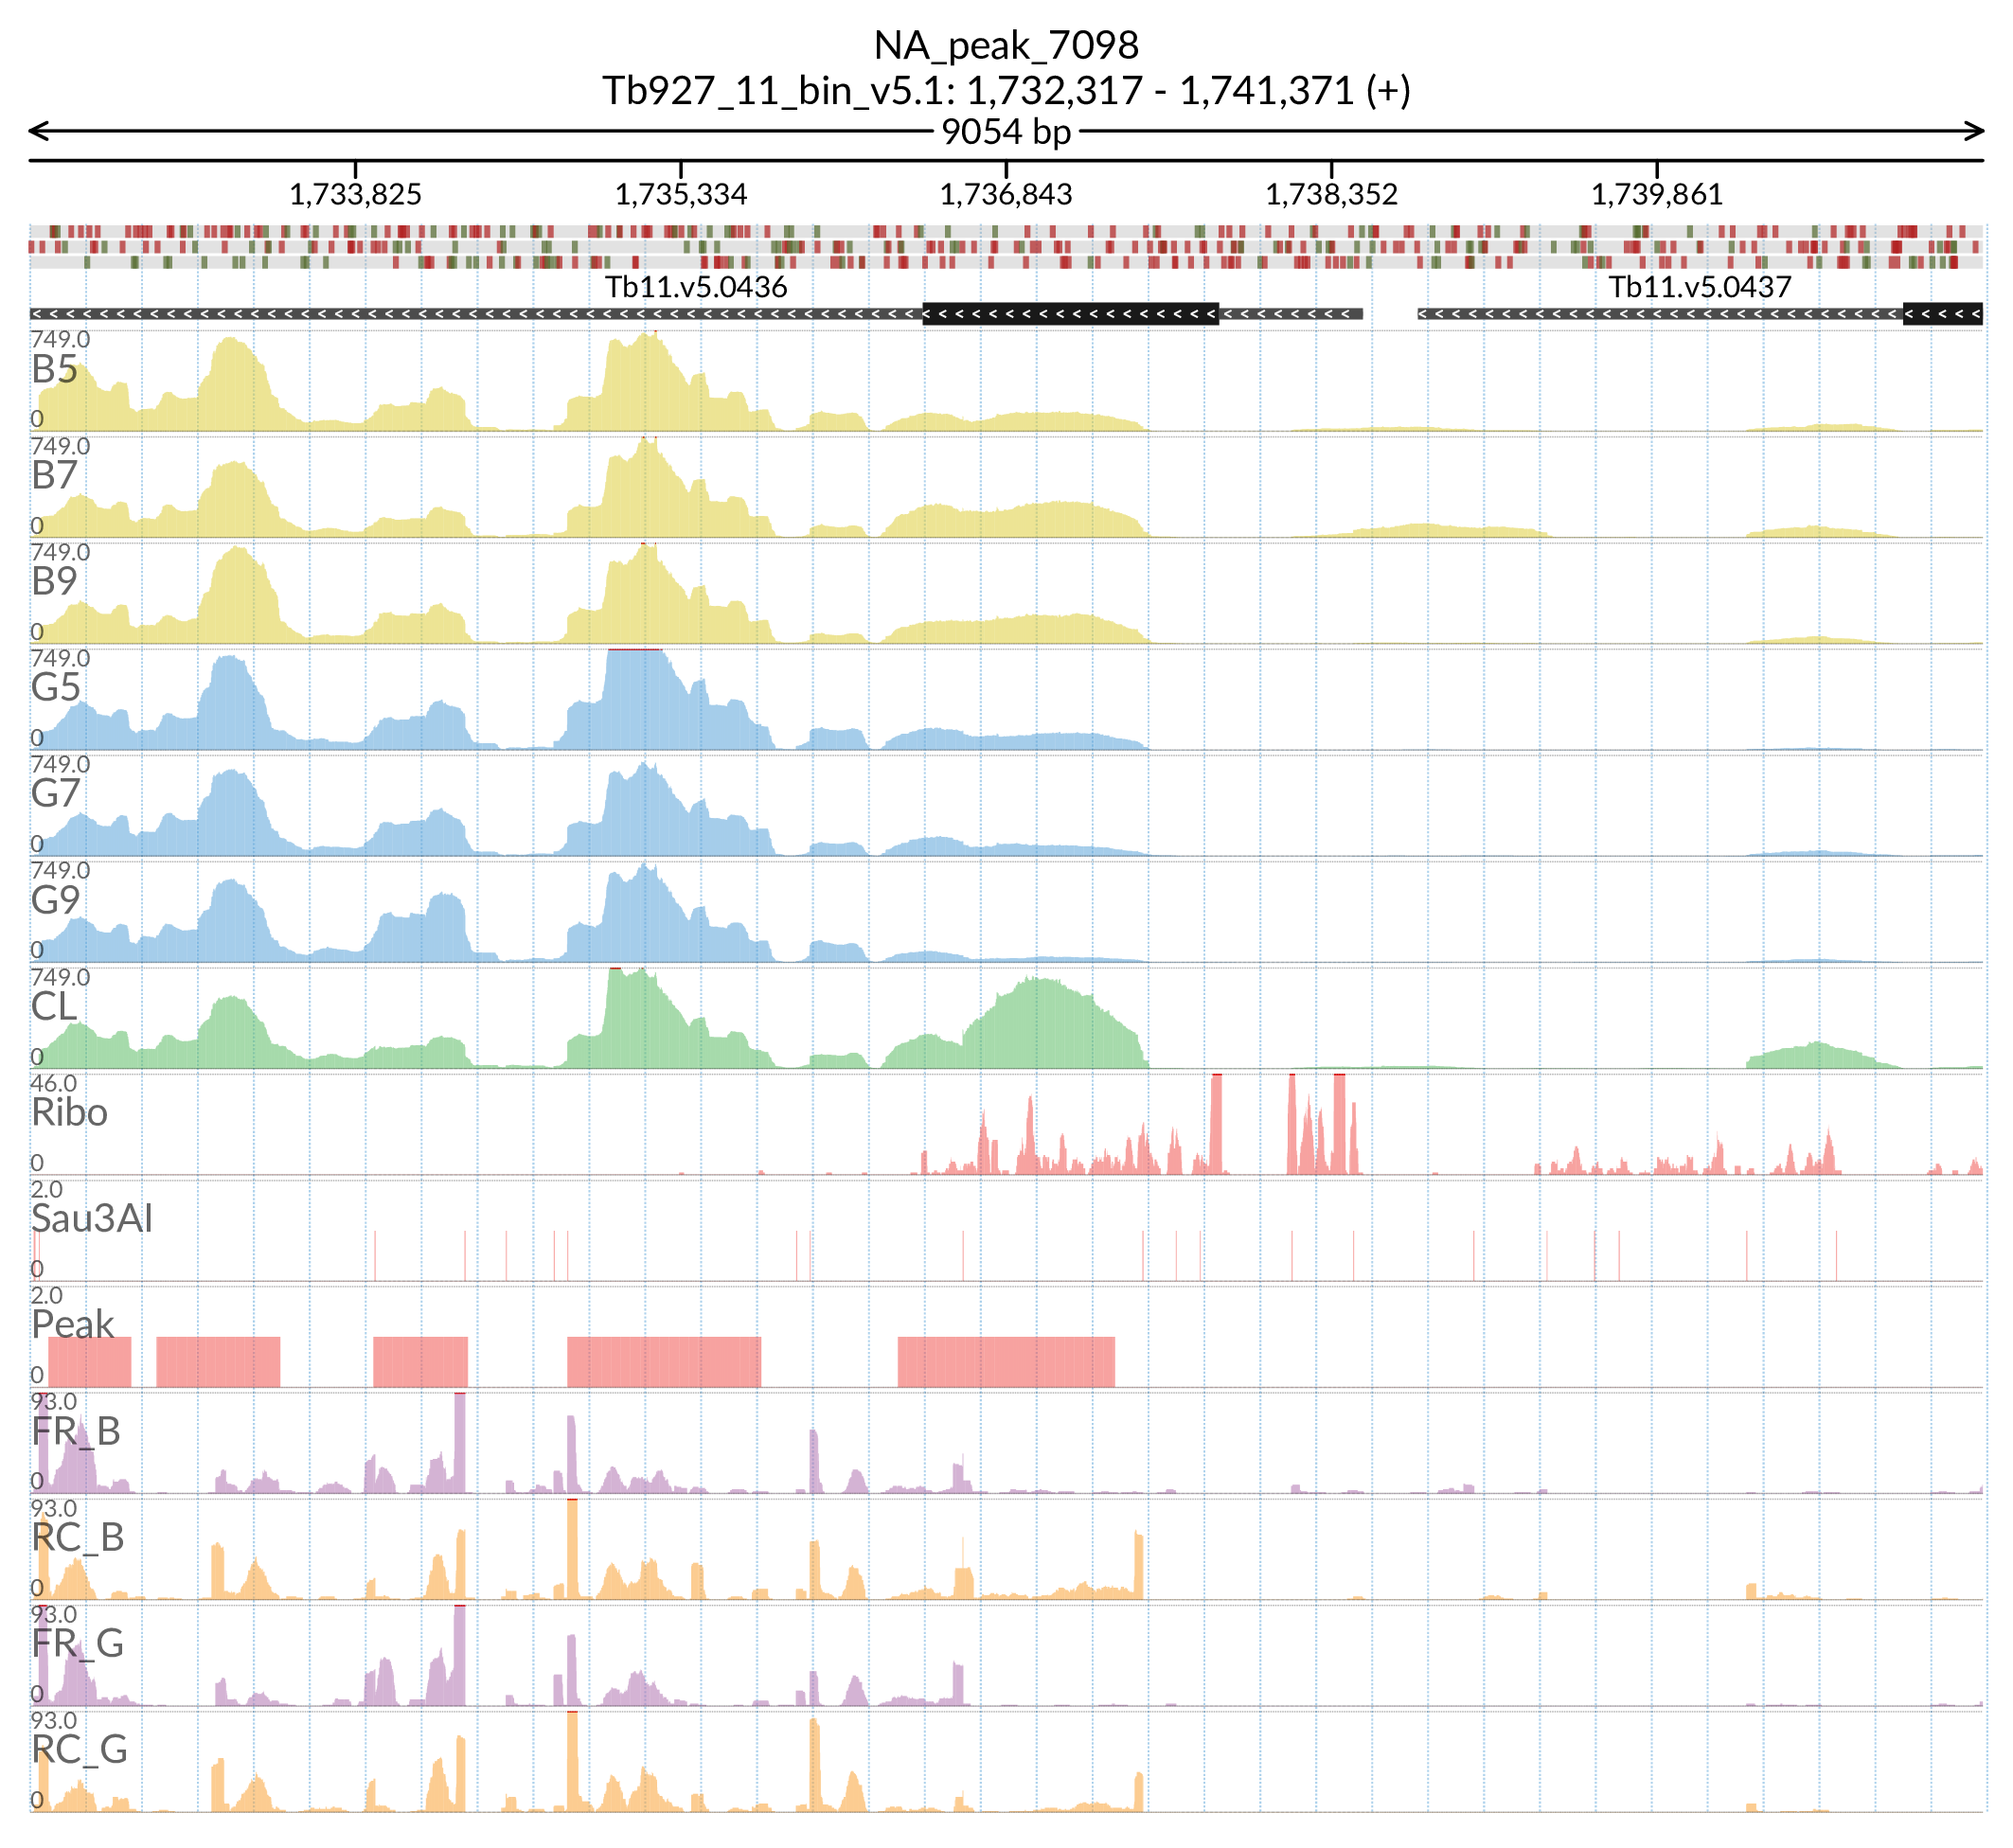 NA_peak_7098
Tb927_11_bin_v5.1: 1,732,317 - 1,741,371 (+)
9054 bp
1,733,825 1,735,334 1,736,843 1,738,352 1,739,861
Tb11.v5.0436 Tb11.v5.0437
749.0
B5
0
749.0
B7
0
749.0
B9
0
749.0
G5
0
749.0
G7
0
749.0
G9
0
749.0
CL
0
46.0
Ribo
0
2.0
Sau3AI
0
2.0
Peak
0
93.0
FR_B
0
93.0
RC_B
0
93.0
FR_G
0
93.0
RC_G
0